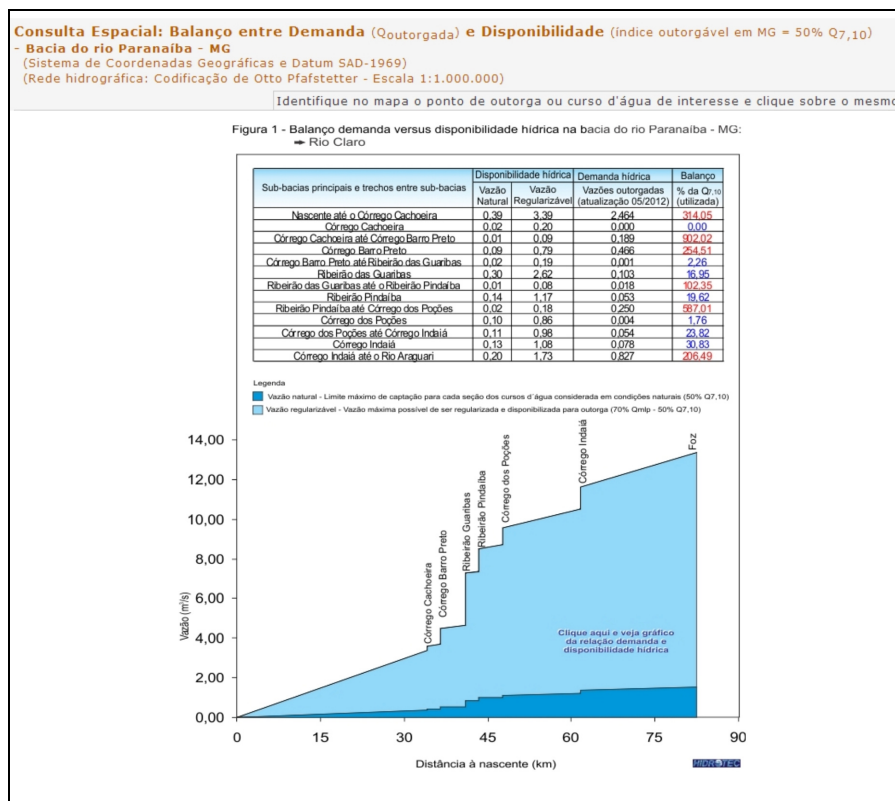 Consulta Espacial: Balanço entre Demanda (Qoutorgada) e Disponibilidade (índice outorgável em MG = 50% Q7,10)
- Bacia do rio Paranaíba - MG
(Sistema de Coordenadas Geográficas e Datum SAD-1969)
(Rede hidrográfica: Codificação de Otto Pfafstetter - Escala 1:1.000.000)
Identifique no mapa o ponto de outorga ou curso d'água de interesse e clique sobre o mesmo
Figura 1 - Balanço demanda versus disponibilidade hídrica na bacia do rio Paranaíba - MG:
➡ Rio Claro
Sub-bacias principais e trechos entre sub-bacias Disponibilidade hídrica Demanda hídrica Balanço
Vazão Natural Vazão Regularizável Vazões outorgadas (atualização 05/2012) % da Q7,10 (utilizada)
Nascente até o Córrego Cachoeira 0,39 3,39 2,464 314,05
Córrego Cachoeira 0,02 0,20 0,000 0,00
Córrego Cachoeira até Córrego Barro Preto 0,01 0,09 0,189 902,02
Córrego Barro Preto 0,09 0,79 0,466 254,51
Córrego Barro Preto até Ribeirão das Guaribas 0,02 0,19 0,001 2,26
Ribeirão das Guaribas 0,30 2,62 0,103 16,95
Ribeirão das Guaribas até o Ribeirão Pindaíba 0,01 0,08 0,018 102,35
Ribeirão Pindaíba 0,14 1,17 0,053 19,62
Ribeirão Pindaíba até Córrego dos Poções 0,02 0,18 0,250 587,01
Córrego dos Poções 0,10 0,86 0,004 1,76
Córrego dos Poções até Córrego Indaiá 0,11 0,98 0,054 23,82
Córrego Indaiá 0,13 1,08 0,078 30,83
Córrego Indaiá até o Rio Araguari 0,20 1,73 0,827 206,49
Legenda
Vazão natural - Limite máximo de captação para cada seção dos cursos d´água considerada em condições naturais (50% Q7,10)
Vazão regularizável - Vazão máxima possível de ser regularizada e disponibilizada para outorga (70% Qmlp - 50% Q7,10)
14,00
12,00
10,00
8,00
6,00
4,00
2,00
0,00
Vazão (m³/s)
Córrego Cachoeira
Córrego Barro Preto
Ribeirão Guaribas
Ribeirão Pindaíba
Córrego dos Poções
Córrego Indaiá
Foz
Clique aqui e veja gráfico
da relação demanda e
disponibilidade hídrica
0 15 30 45 60 75 90
Distância à nascente (km)
HIDROTEC